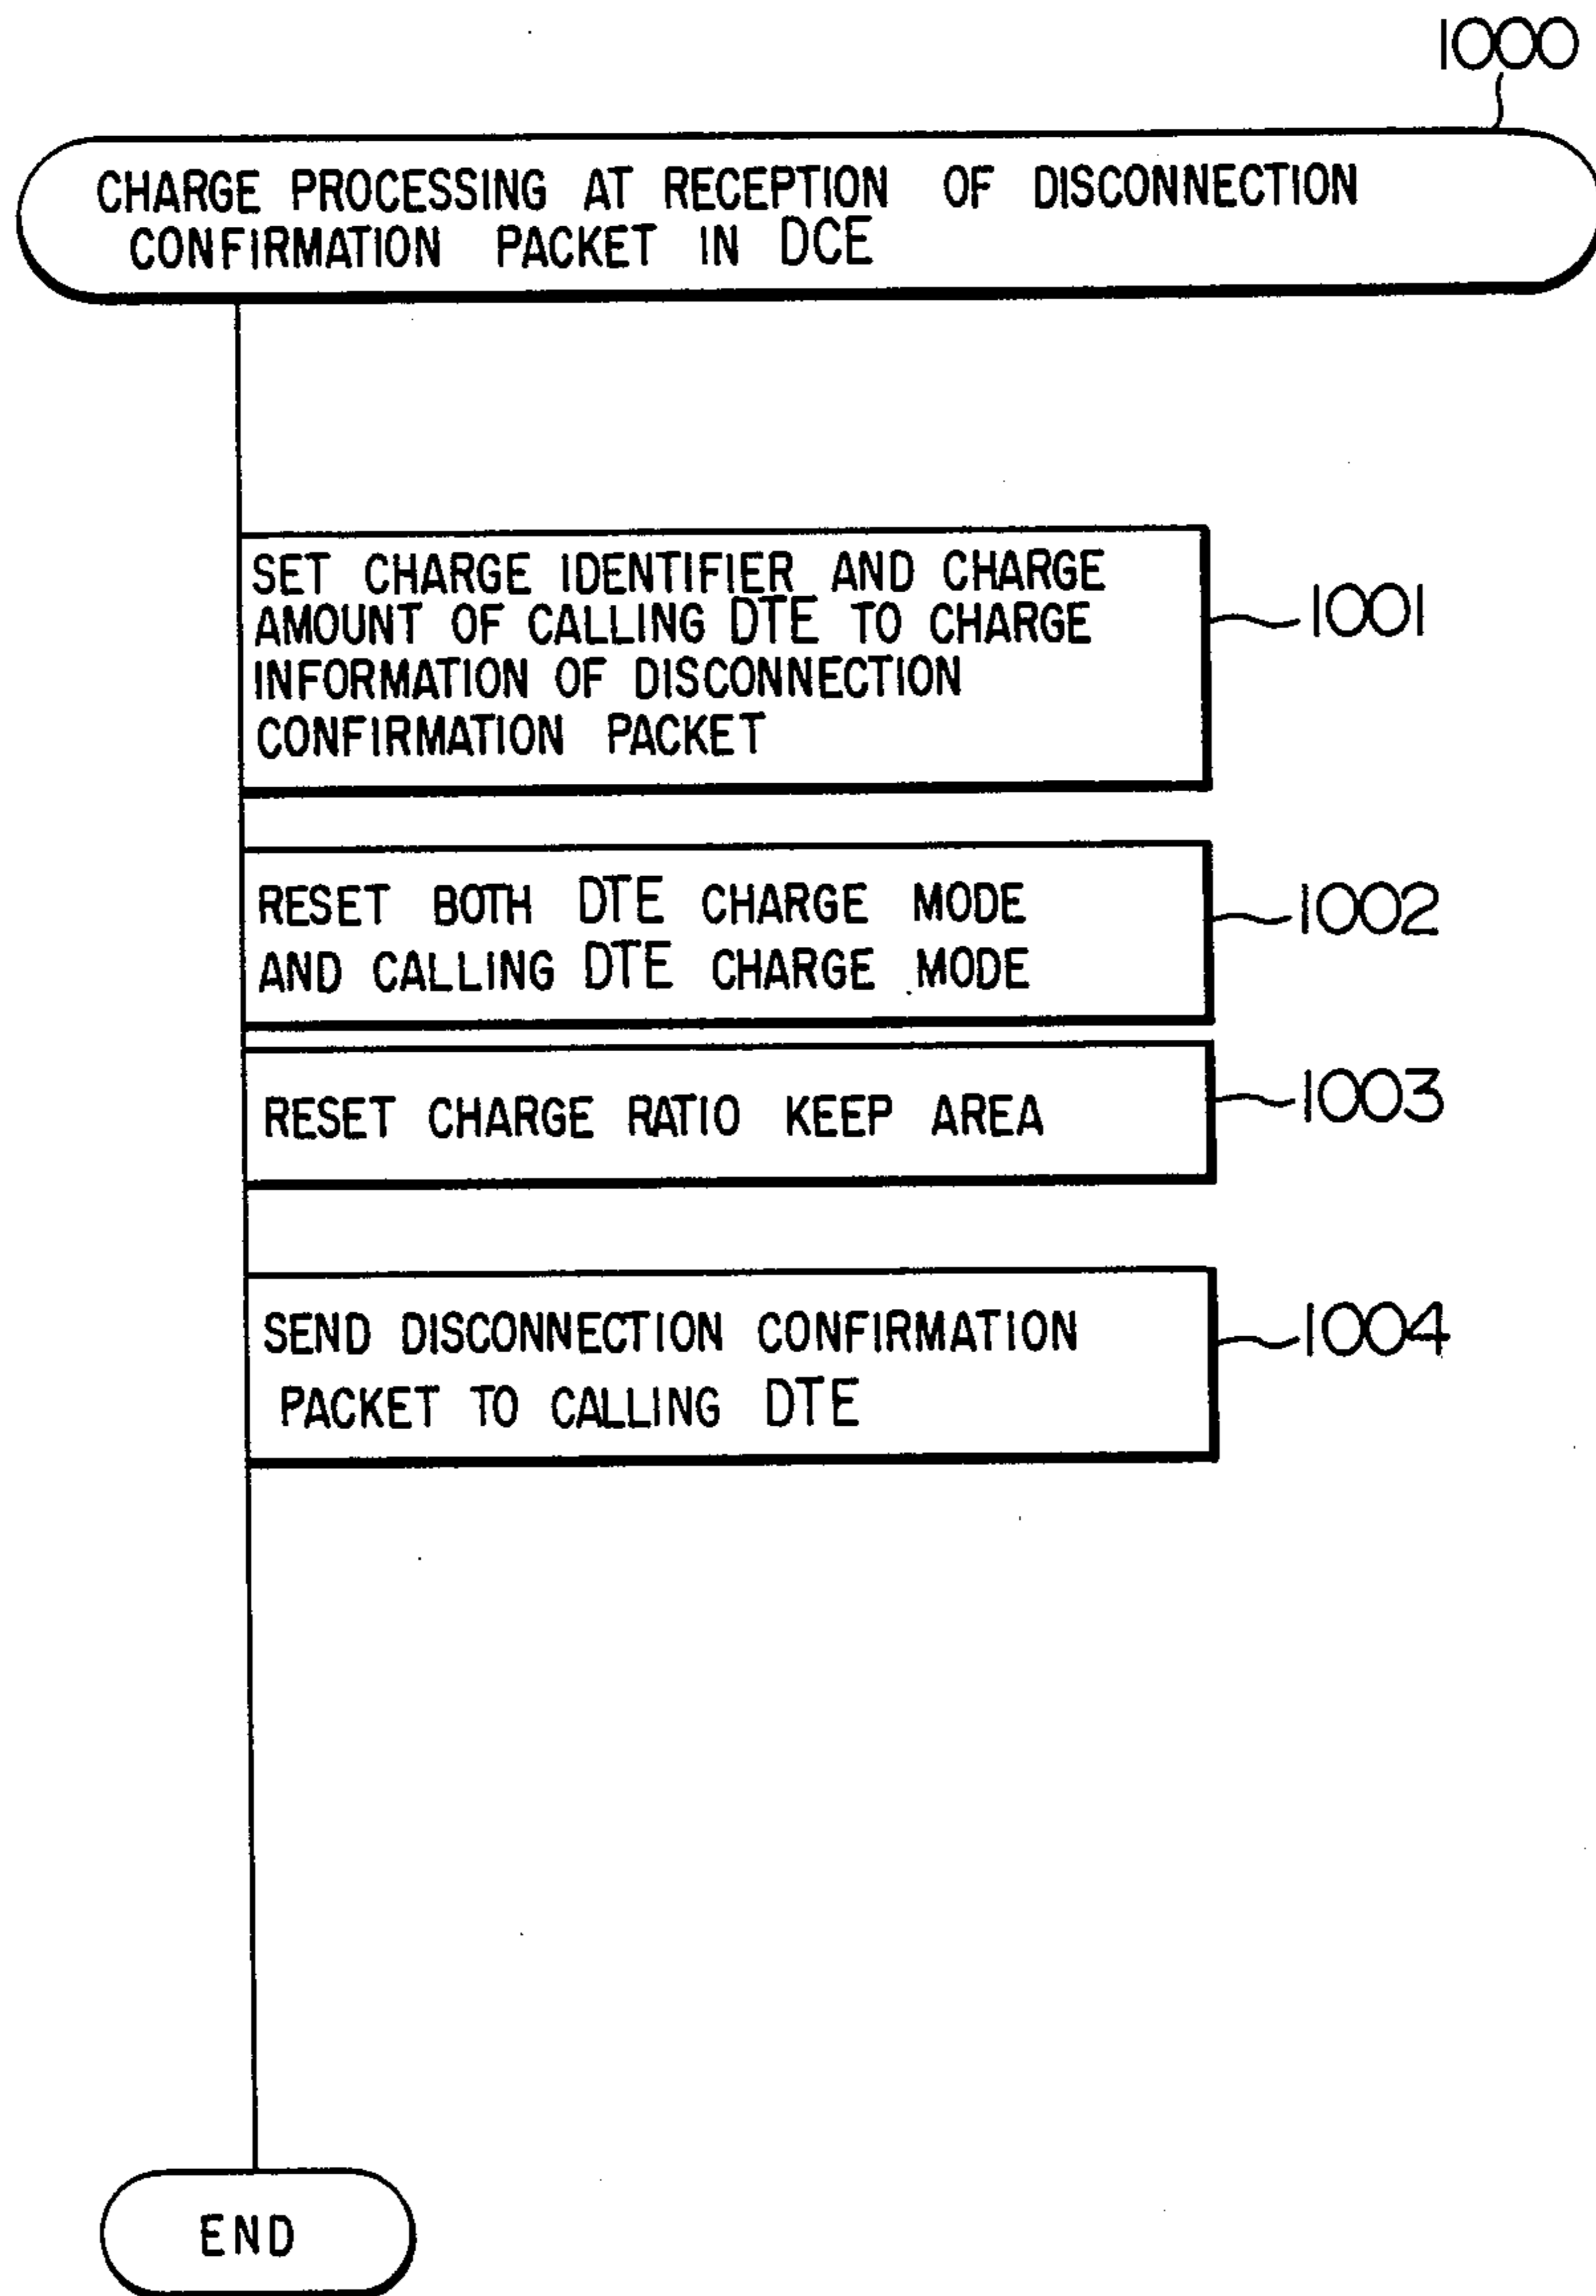 1000
CHARGE PROCESSING AT RECEPTION OF DISCONNECTION
CONFIRMATION PACKET IN DCE
SET CHARGE IDENTIFIER AND CHARGE
AMOUNT OF CALLING DTE TO CHARGE
INFORMATION OF DISCONNECTION
CONFIRMATION PACKET
1001
RESET BOTH DTE CHARGE MODE
AND CALLING DTE CHARGE MODE
1002
RESET CHARGE RATIO KEEP AREA
1003
SEND DISCONNECTION CONFIRMATION
PACKET TO CALLING DTE
1004
END